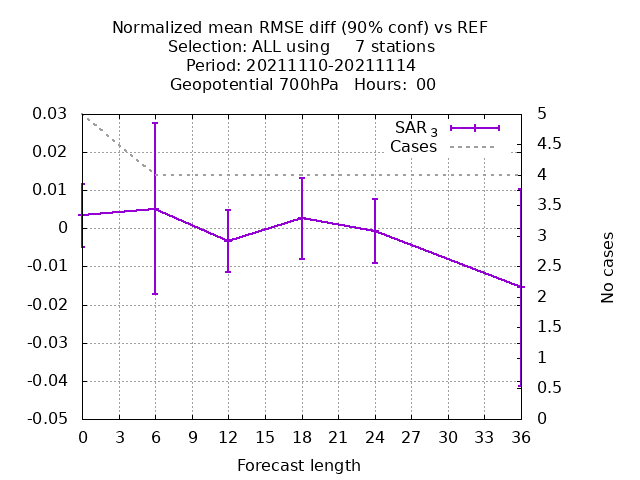 Normalized mean RMSE diff (90% conf) vs REF
Selection: ALL using 7 stations
Period: 20211110-20211114
Geopotential 700hPa Hours: 00
SAR 3
Cases
0.03
0.02
0.01
0
-0.01
-0.02
-0.03
-0.04
-0.05
5
4.5
4
3.5
3
2.5
2
1.5
1
0.5
0
No cases
0 3 6 9 12 15 18 21 24 27 30 33 36
Forecast length